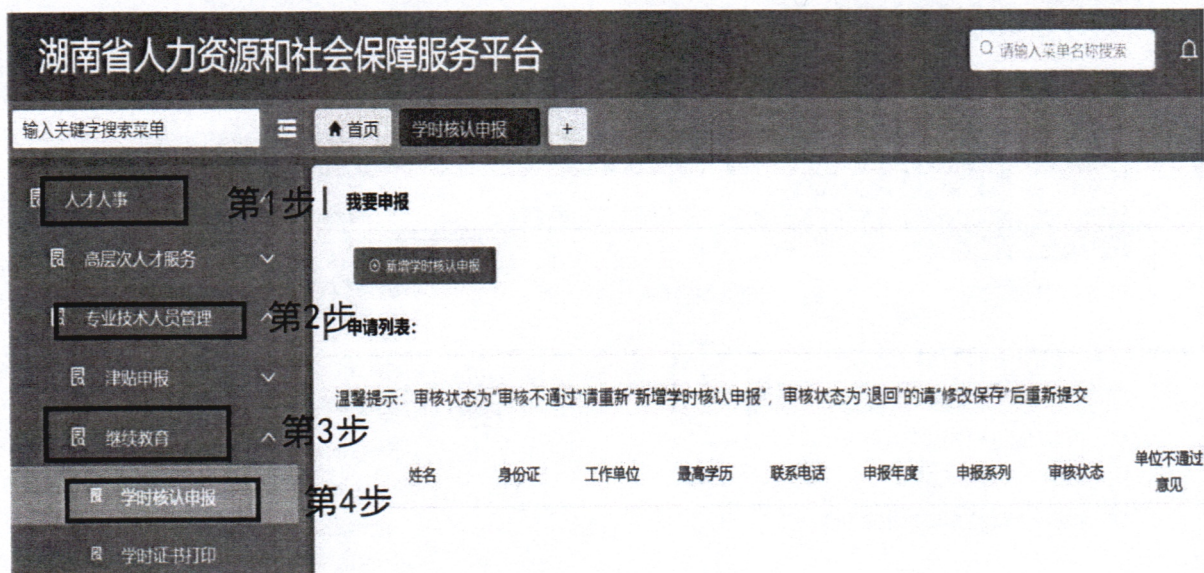 湖南省人力资源和社会保障服务平台
请输入菜单名称搜索
输入关键字搜索菜单
首页
学时核认申报
+
人才人事
第1步
我要申报
高层次人才服务
新增学时核认申报
专业技术人员管理
第2步
申请列表:
津贴申报
温馨提示: 审核状态为"审核不通过"请重新"新增学时核认申报", 审核状态为"退回"的请"修改保存"后重新提交
继续教育
第3步
姓名 身份证 工作单位 最高学历 联系电话 申报年度 申报系列 审核状态 单位不通过
意见
学时核认申报
第4步
学时证书打印